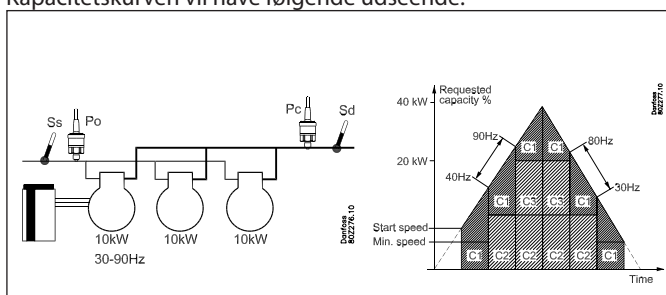 Kapacitetskurven vil have følgende udseende:
Ss
Po
Pc
Sd
10kW
10kW
10kW
30-90Hz
Danfoss
80Z276.10
Requested
capacity %
40 kW
20 kW
90Hz
40Hz
80Hz
30Hz
Start speed
Min. speed
C1
C1
C1
C3
C3
C1
C1
C2
C2
C2
C2
C1
Time
Danfoss
80Z277.10